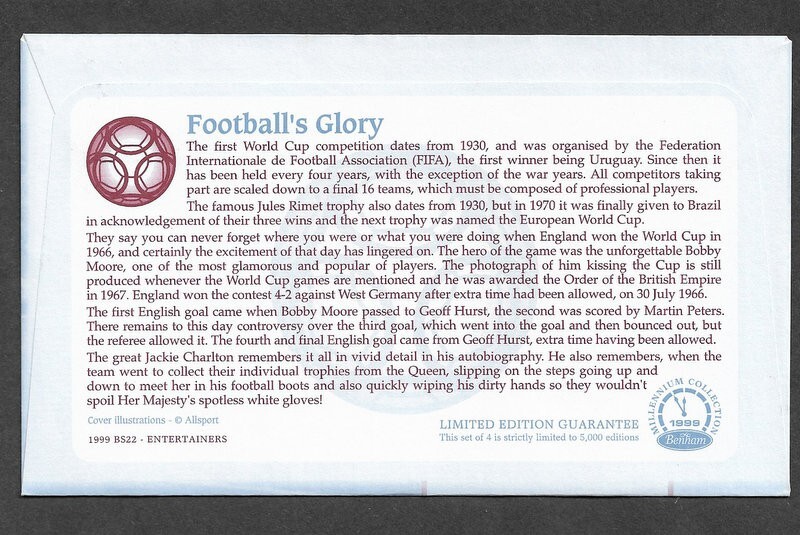 Football's Glory
The first World Cup competition dates from 1930, and was organised by the Federation
Internationale de Football Association (FIFA), the first winner being Uruguay. Since then it
has been held every four years, with the exception of the war years. All competitors taking
part are scaled down to a final 16 teams, which must be composed of professional players.
The famous Jules Rimet trophy also dates from 1930, but in 1970 it was finally given to Brazil
in acknowledgement of their three wins and the next trophy was named the European World Cup.
They say you can never forget where you were or what you were doing when England won the World Cup in
1966, and certainly the excitement of that day has lingered on. The hero of the game was the unforgettable Bobby
Moore, one of the most glamorous and popular of players. The photograph of him kissing the Cup is still
produced whenever the World Cup games are mentioned and he was awarded the Order of the British Empire
in 1967. England won the contest 4-2 against West Germany after extra time had been allowed, on 30 July 1966.
The first English goal came when Bobby Moore passed to Geoff Hurst, the second was scored by Martin Peters.
There remains to this day controversy over the third goal, which went into the goal and then bounced out, but
the referee allowed it. The fourth and final English goal came from Geoff Hurst, extra time having been allowed.
The great Jackie Charlton remembers it all in vivid detail in his autobiography. He also remembers, when the
team went to collect their individual trophies from the Queen, slipping on the steps going up and
down to meet her in his football boots and also quickly wiping his dirty hands so they wouldn't
spoil Her Majesty's spotless white gloves!
Cover illustrations - © Allsport
1999 BS22 - ENTERTAINERS
LIMITED EDITION GUARANTEE
This set of 4 is strictly limited to 5,000 editions
MILLENNIUM COLLECTION
1999
Benham